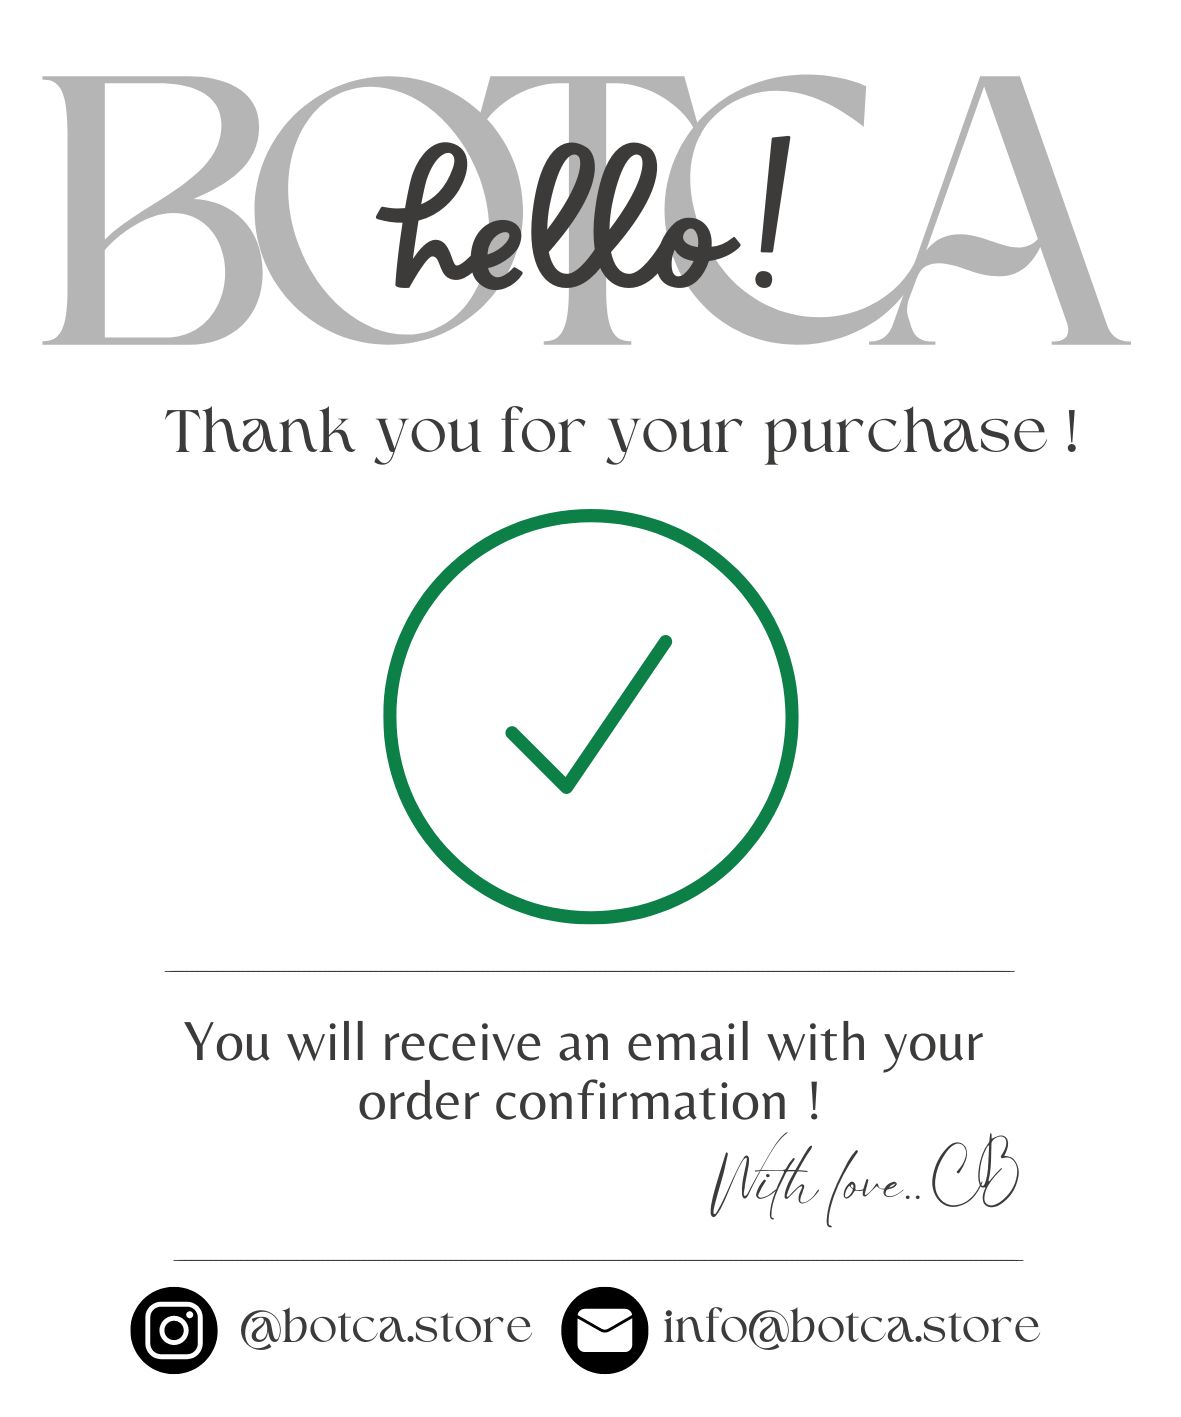 BOTCA
hello!
Thank you for your purchase !
You will receive an email with your
order confirmation !
With love.. CB
@botca.store info@botca.store